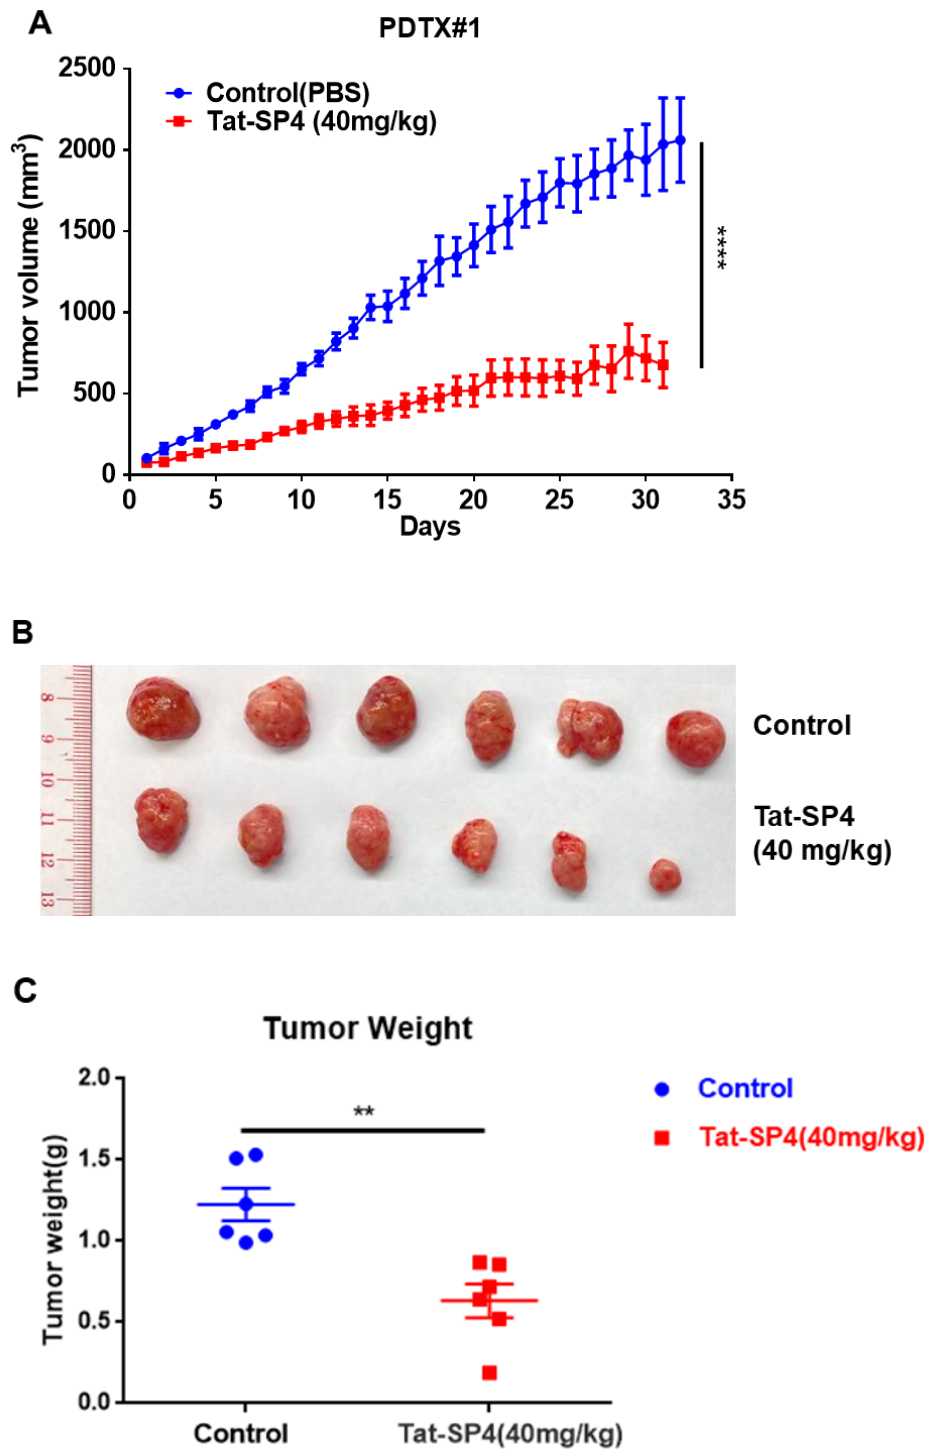 A
PDTX#1
Control(PBS)
Tat-SP4 (40mg/kg)
Tumor volume (mm³)
2500
2000
1500
1000
500
0
0 5 10 15 20 25 30 35
Days
****
B
8
9
10
11
12
13
Control
Tat-SP4
(40 mg/kg)
C
Tumor Weight
Tumor weight(g)
2.0
1.5
1.0
0.5
0.0
**
Control
Tat-SP4(40mg/kg)
Control Tat-SP4(40mg/kg)